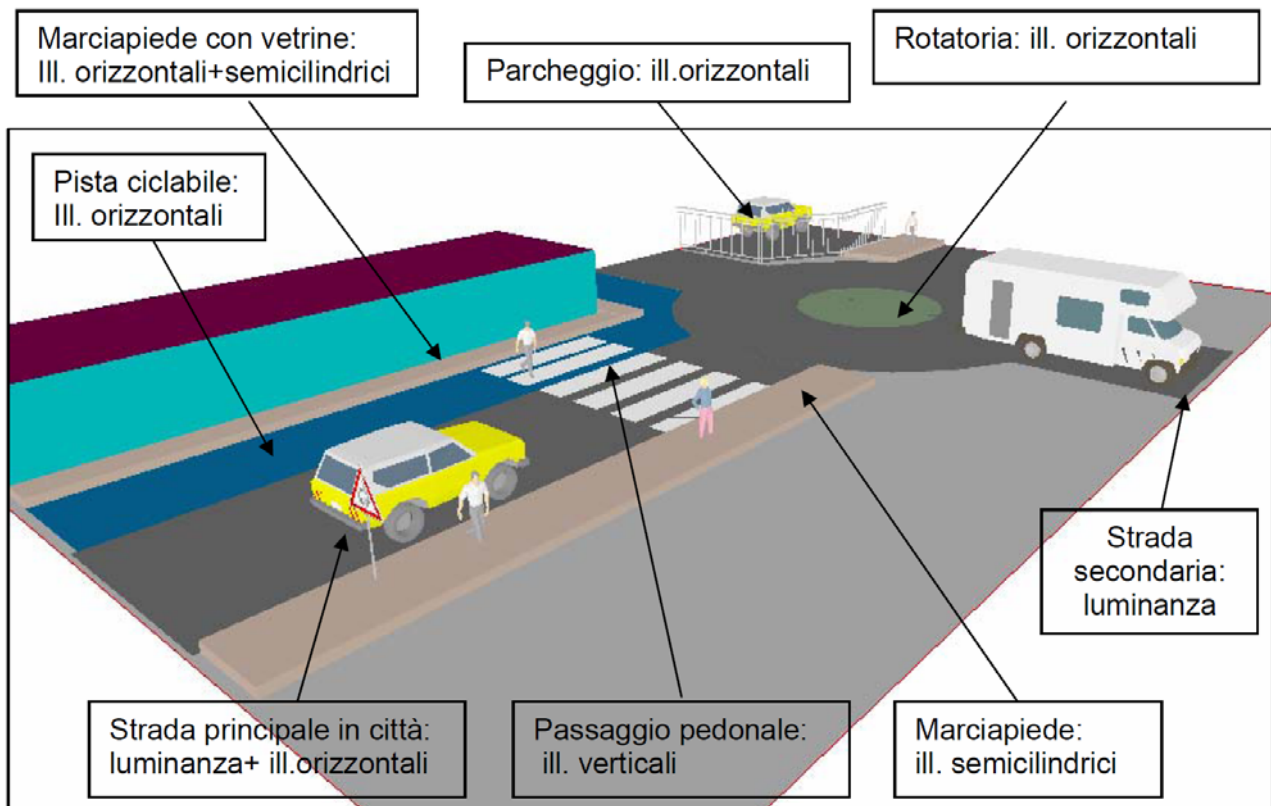 Marciapiede con vetrine:
Ill. orizzontali+semicilindrici
Parcheggio: ill.orizzontali
Rotatoria: ill. orizzontali
Pista ciclabile:
Ill. orizzontali
Strada
secondaria:
luminanza
Strada principale in città:
luminanza+ ill.orizzontali
Passaggio pedonale:
ill. verticali
Marciapiede:
ill. semicilindrici